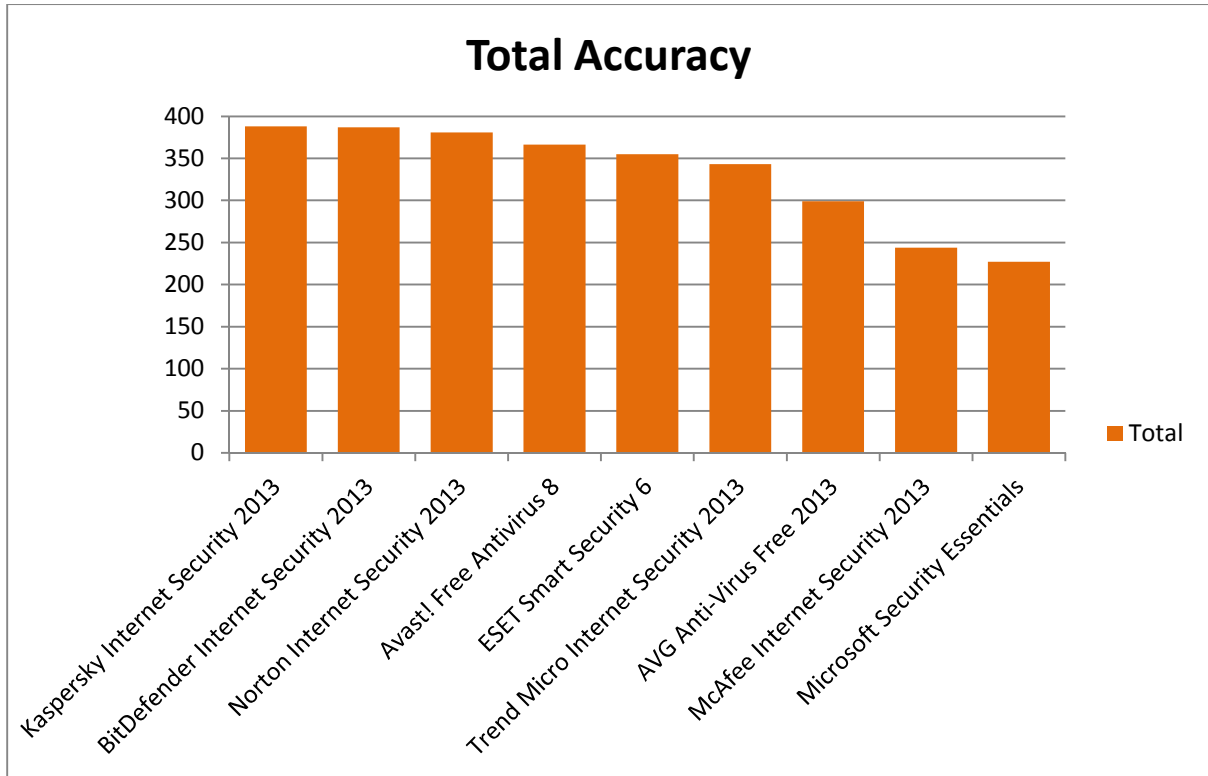 Total Accuracy
400
350
300
250
200
150
100
50
0
Total
Kaspersky Internet Security 2013
BitDefender Internet Security 2013
Norton Internet Security 2013
Avast! Free Antivirus 8
ESET Smart Security 6
Trend Micro Internet Security 2013
AVG Anti-Virus Free 2013
McAfee Internet Security 2013
Microsoft Security Essentials